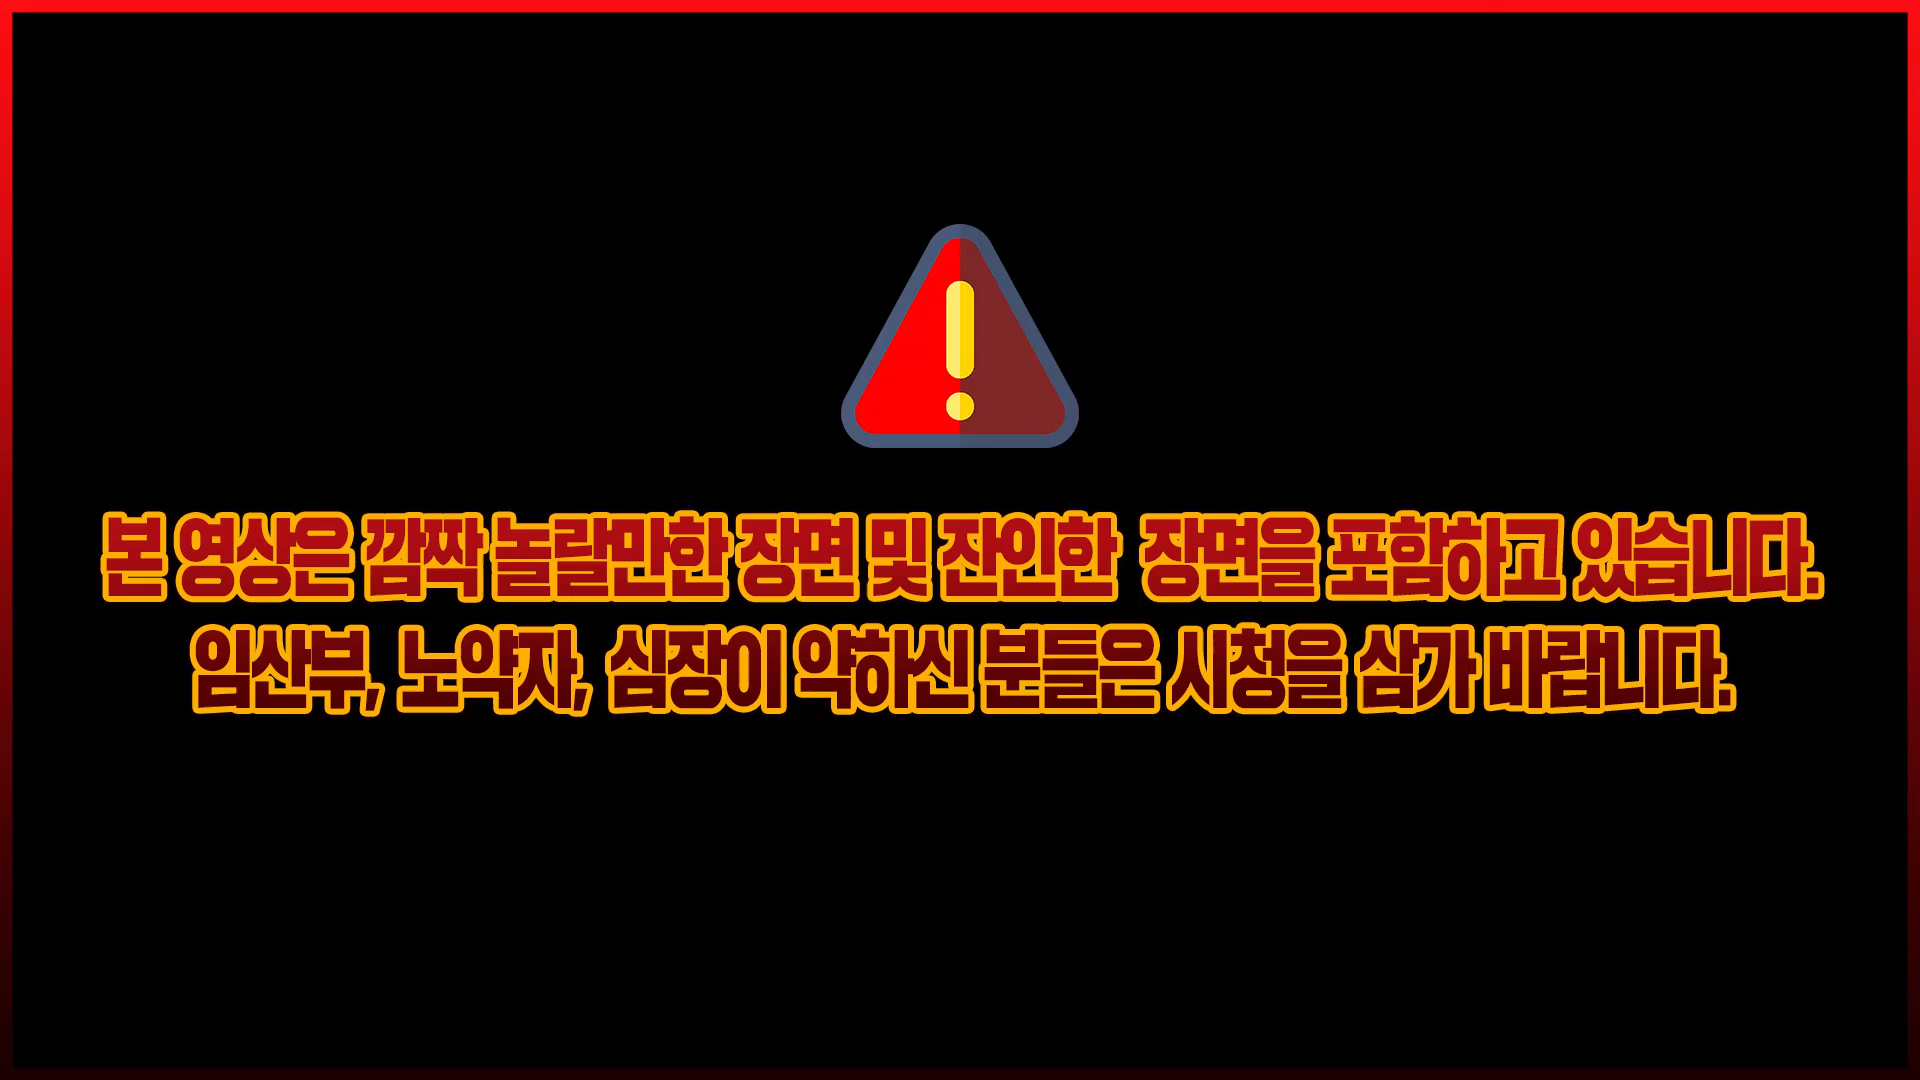 본 영상은 깜짝 놀랄만한 장면 및 잔인한 장면을 포함하고 있습니다.
임산부, 노약자, 심장이 약하신 분들은 시청을 삼가 바랍니다.